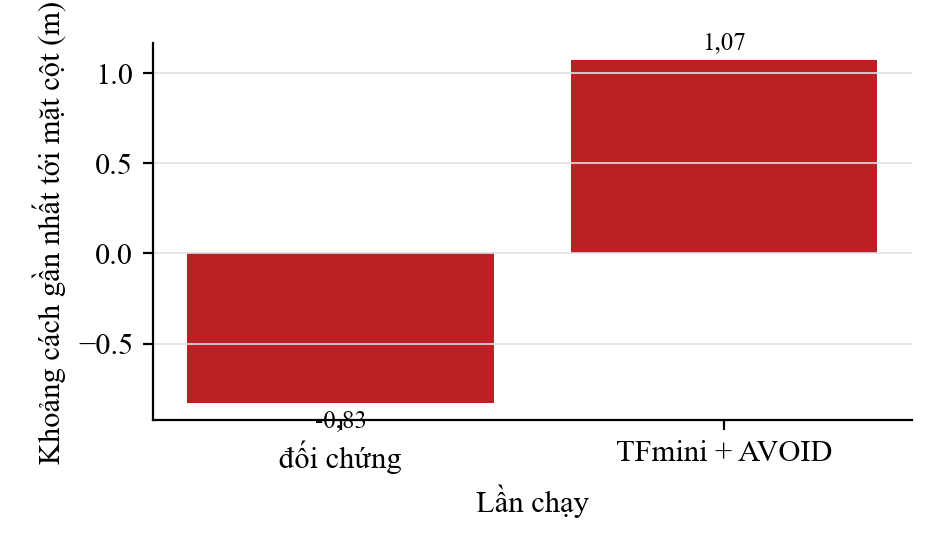 Khoảng cách gần nhất tới mặt cột (m)
1.0
0.5
0.0
−0.5
1,07
-0,83
đối chứng
TFmini + AVOID
Lần chạy